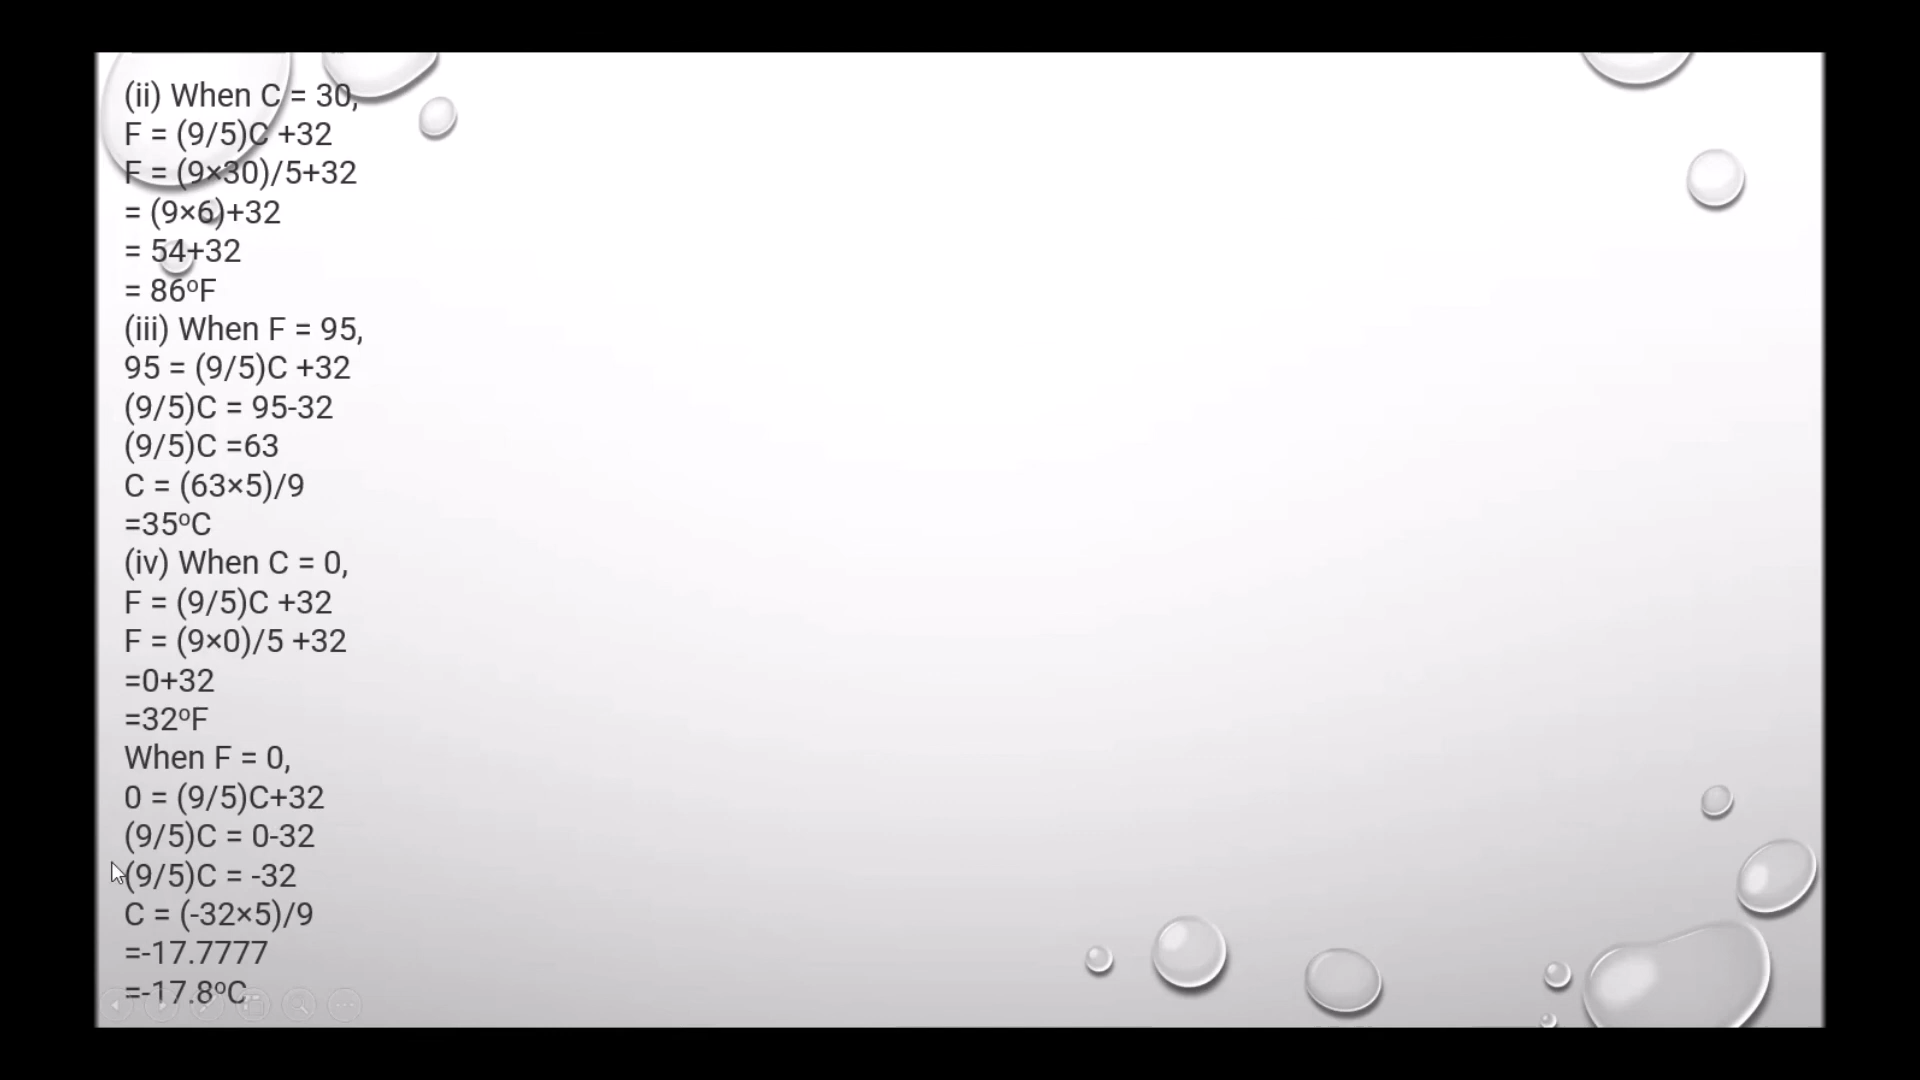 (ii) When C = 30,
F = (9/5)C +32
F = (9×30)/5+32
= (9×6)+32
= 54+32
= 86ºF
(iii) When F = 95,
95 = (9/5)C +32
(9/5)C = 95-32
(9/5)C =63
C = (63×5)/9
=35ºC
(iv) When C = 0,
F = (9/5)C +32
F = (9×0)/5 +32
=0+32
=32ºF
When F = 0,
0 = (9/5)C+32
(9/5)C = 0-32
(9/5)C = -32
C = (-32×5)/9
=-17.7777
=-17.8ºC